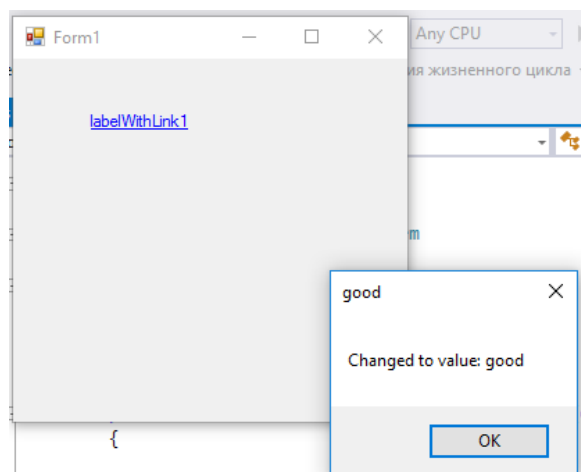 Form1
Any CPU
ия жизненного цикла
labelWithLink1
m
good
Changed to value: good
OK
{